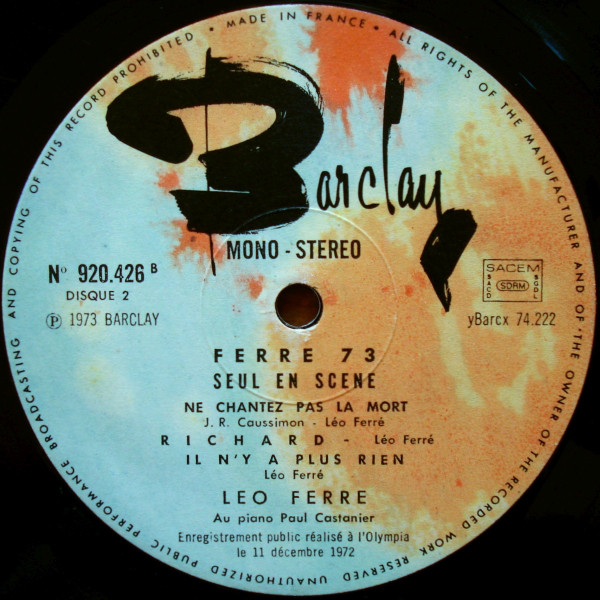 MADE IN FRANCE • ALL RIGHTS OF THE MANUFACTURER AND OF THE OWNER OF THE RECORDED WORK RESERVED UNAUTHORIZED PUBLIC PERFORMANCE BROADCASTING AND COPYING OF THIS RECORD PROHIBITED •
Barclay
MONO - STEREO
N° 920.426 B
DISQUE 2
℗ 1973 BARCLAY
SACEM
SACD SDRM SGDL
yBarcx 74.222
FERRE 73
SEUL EN SCENE
NE CHANTEZ PAS LA MORT
J. R. Caussimon - Léo Ferré
RICHARD - Léo Ferré
IL N'Y A PLUS RIEN
Léo Ferré
LEO FERRE
Au piano Paul Castanier
Enregistrement public réalisé à l'Olympia
le 11 décembre 1972